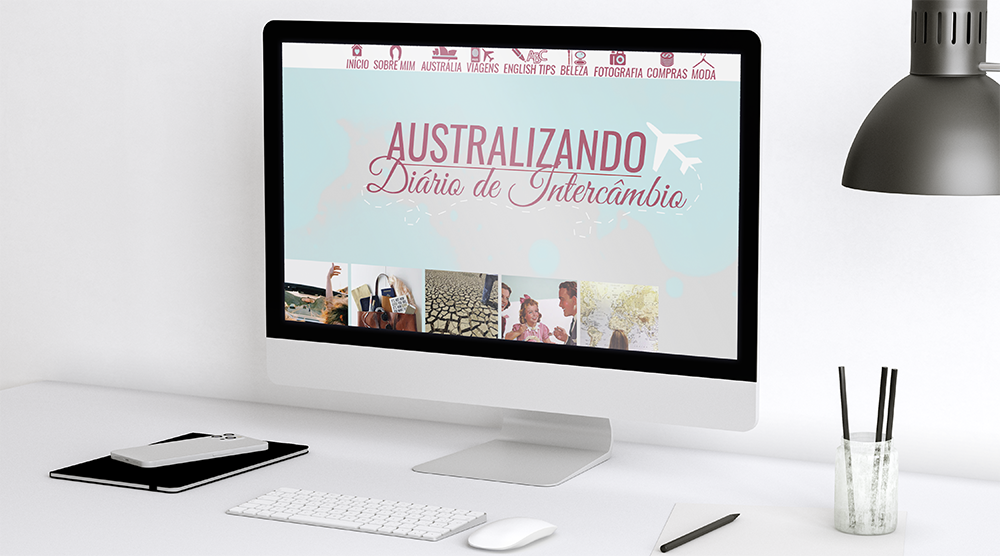 INÍCIO SOBRE MIM AUSTRALIA VIAGENS ENGLISH TIPS BELEZA FOTOGRAFIA COMPRAS MODA
AUSTRALIZANDO
Diário de Intercâmbio